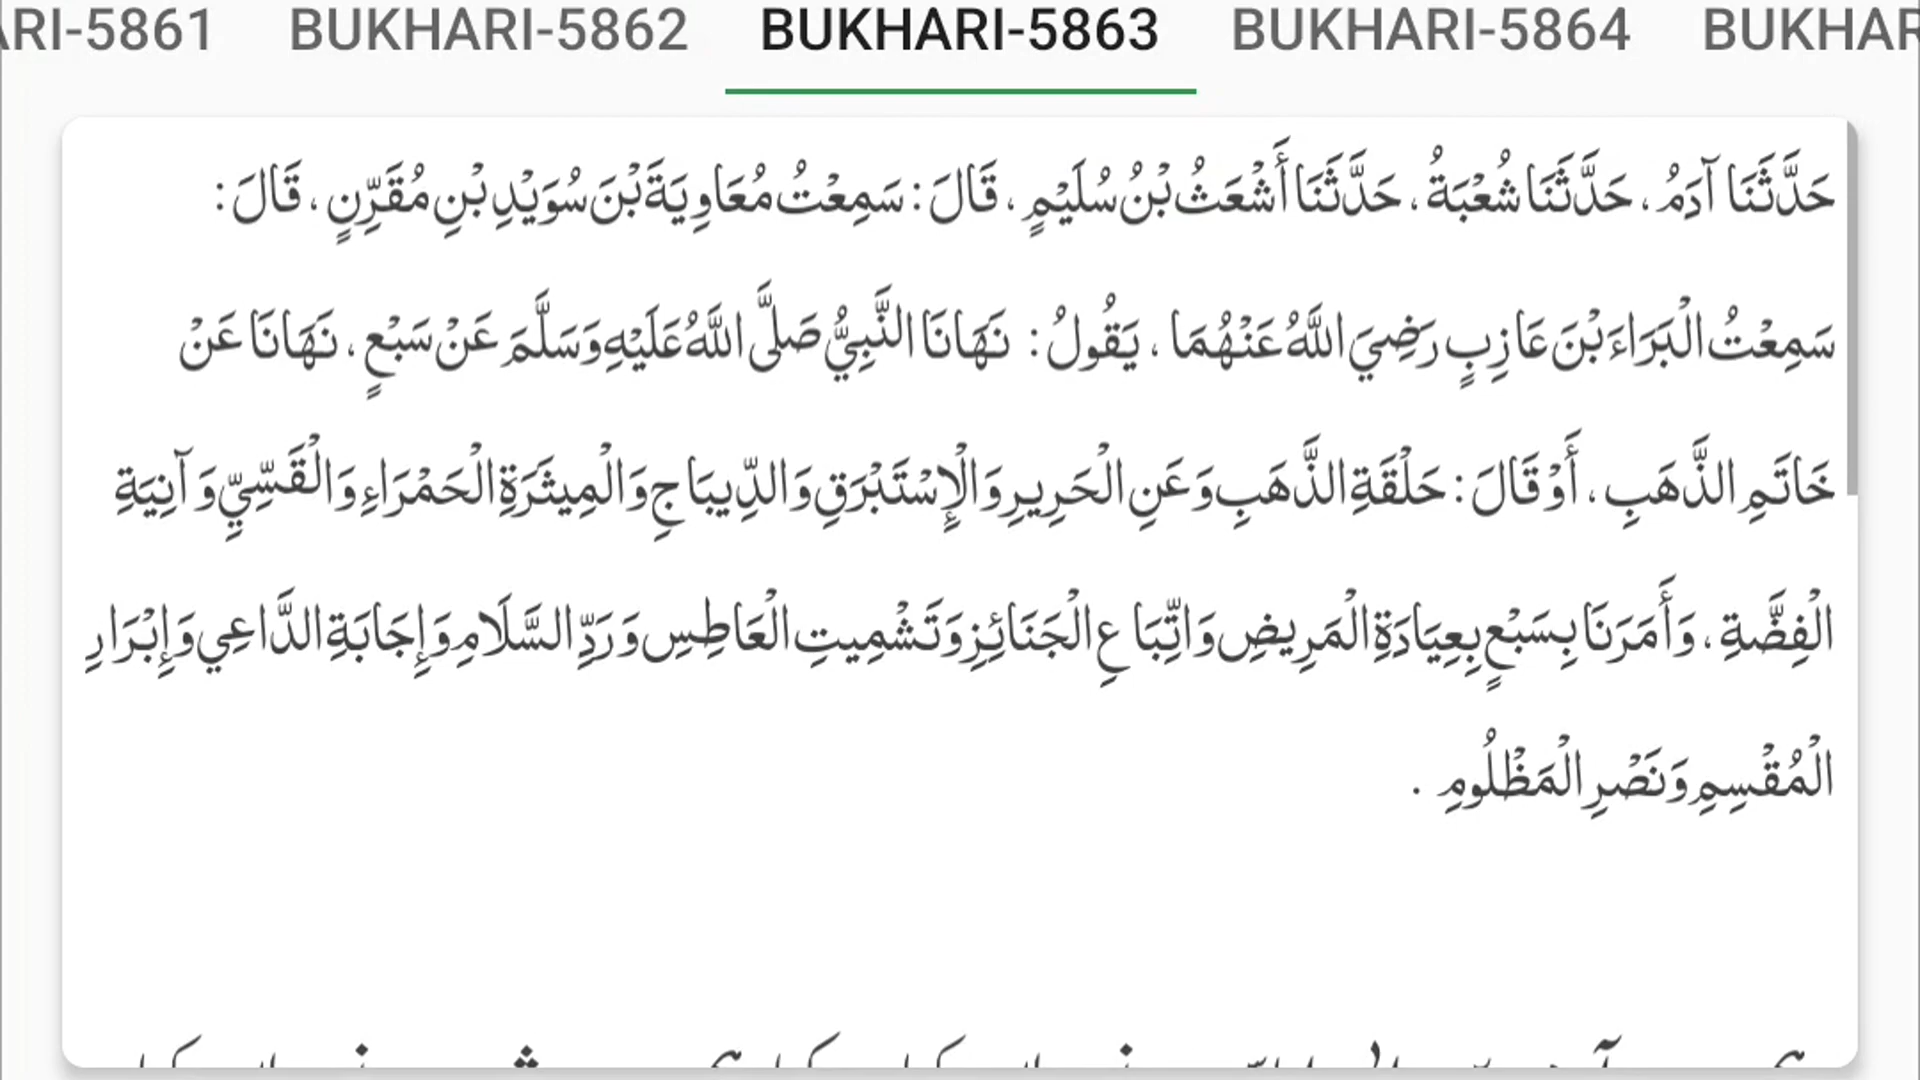 ARI-5861 BUKHARI-5862 BUKHARI-5863 BUKHARI-5864 BUKHAR
حَدَّثَنَا آدَمُ، حَدَّثَنَا شُعْبَةُ، حَدَّثَنَا أَشْعَثُ بْنُ سُلَيْمٍ، قَالَ: سَمِعْتُ مُعَاوِيَةَ بْنَ سُوَيْدِ بْنِ مُقَرِّنٍ، قَالَ:
سَمِعْتُ الْبَرَاءَ بْنَ عَازِبٍ رَضِيَ اللَّهُ عَنْهُمَا، يَقُولُ: نَهَانَا النَّبِيُّ صَلَّى اللَّهُ عَلَيْهِ وَسَلَّمَ عَنْ سَبْعٍ، نَهَانَا عَنْ
خَاتَمِ الذَّهَبِ، أَوْ قَالَ: حَلْقَةِ الذَّهَبِ وَعَنِ الْحَرِيرِ وَالْإِسْتَبْرَقِ وَالدِّيبَاجِ وَالْمِيثَرَةِ الْحَمْرَاءِ وَالْقَسِّيِّ وَآنِيَةِ
الْفِضَّةِ، وَأَمَرَنَا بِسَبْعٍ بِعِيَادَةِ الْمَرِيضِ وَاتِّبَاعِ الْجَنَائِزِ وَتَشْمِيتِ الْعَاطِسِ وَرَدِّ السَّلَامِ وَإِجَابَةِ الدَّاعِي وَإِبْرَارِ
الْمُقْسِمِ وَنَصْرِ الْمَظْلُومِ .